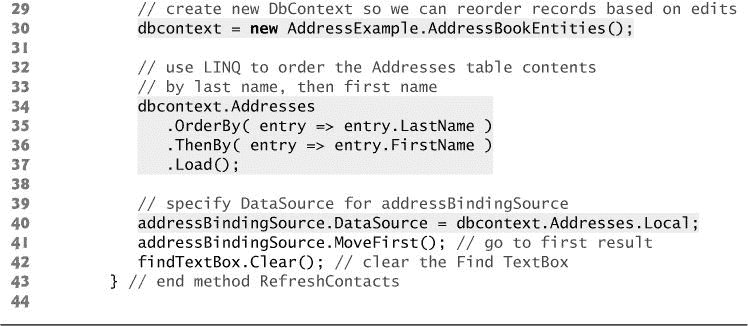 29 // create new DbContext so we can reorder records based on edits
30 dbcontext = new AddressExample.AddressBookEntities();
31
32 // use LINQ to order the Addresses table contents
33 // by last name, then first name
34 dbcontext.Addresses
35 .OrderBy( entry => entry.LastName )
36 .ThenBy( entry => entry.FirstName )
37 .Load();
38
39 // specify DataSource for addressBindingSource
40 addressBindingSource.DataSource = dbcontext.Addresses.Local;
41 addressBindingSource.MoveFirst(); // go to first result
42 findTextBox.Clear(); // clear the Find TextBox
43 } // end method RefreshContacts
44